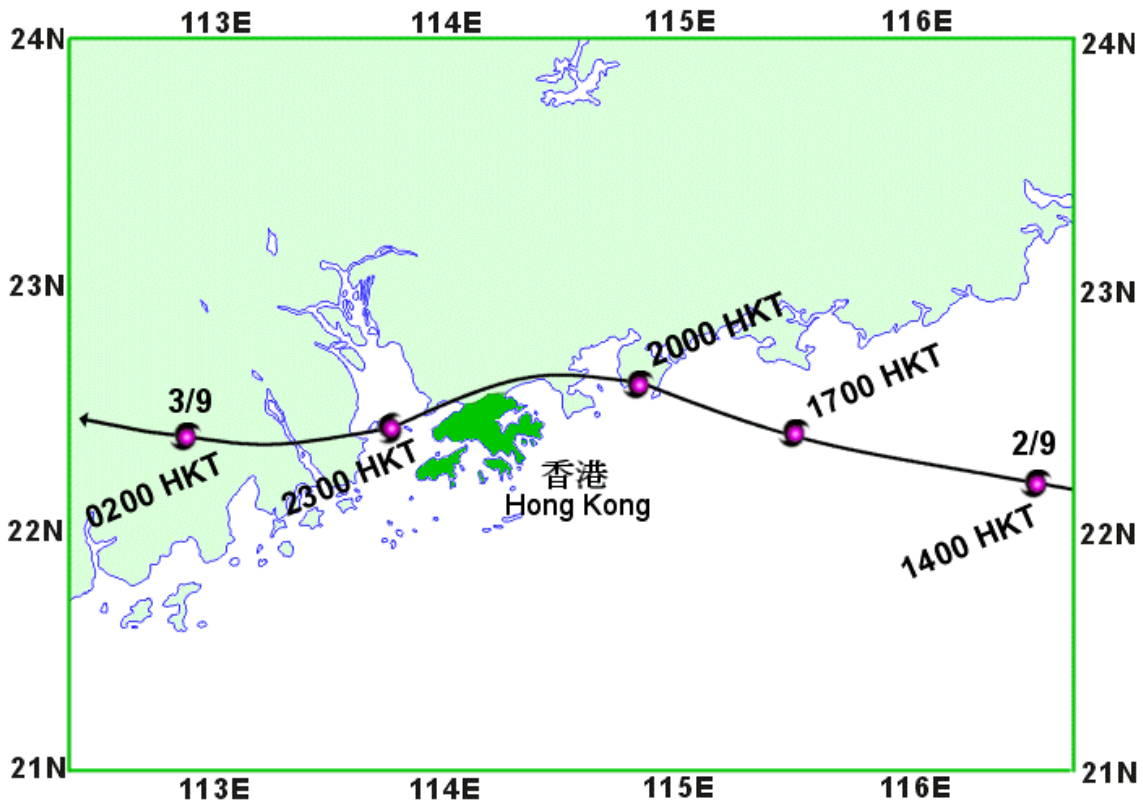 113E 114E 115E 116E
24N 24N
23N 23N
2000 HKT
1700 HKT
3/9
0200 HKT
2300 HKT
2/9
1400 HKT
香港
Hong Kong
22N 22N
21N 21N
113E 114E 115E 116E